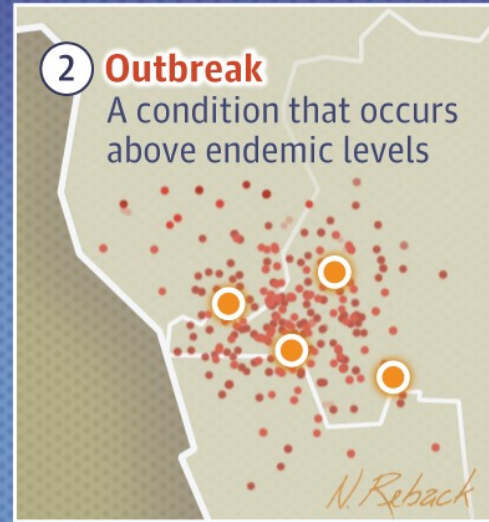 2 Outbreak
A condition that occurs
above endemic levels
N. Reback